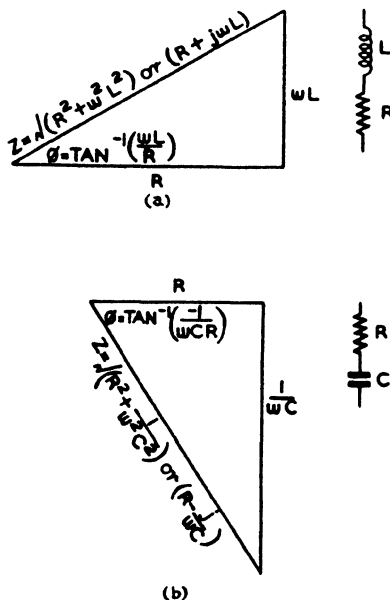 Z=√(R²+ω²L²) or (R+jωL)
ωL
L
R
Ø=TAN⁻¹(ωL/R)
R
(a)
R
Ø=TAN⁻¹(-1/ωCR)
R
C
1/ωC
Z=√(R²+1/ω²C²) or (R-j/ωC)
(b)